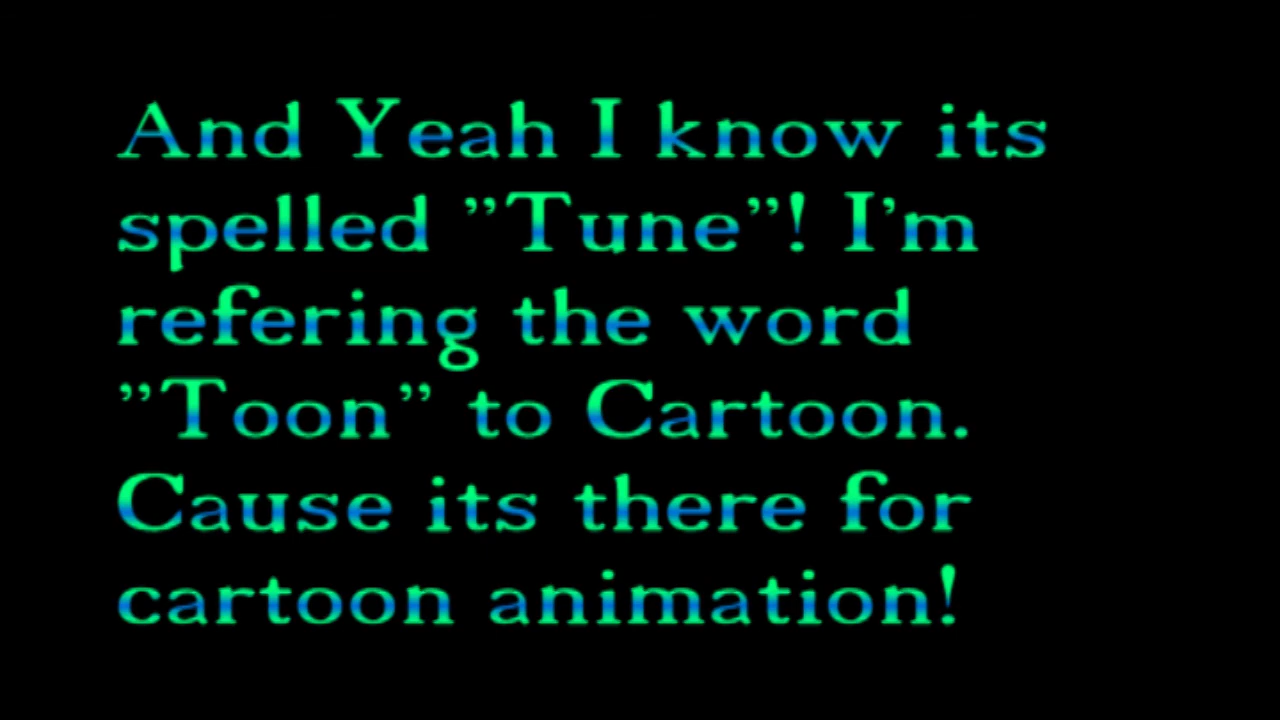 And Yeah I know its
spelled ”Tune”! I’m
refering the word
”Toon” to Cartoon.
Cause its there for
cartoon animation!